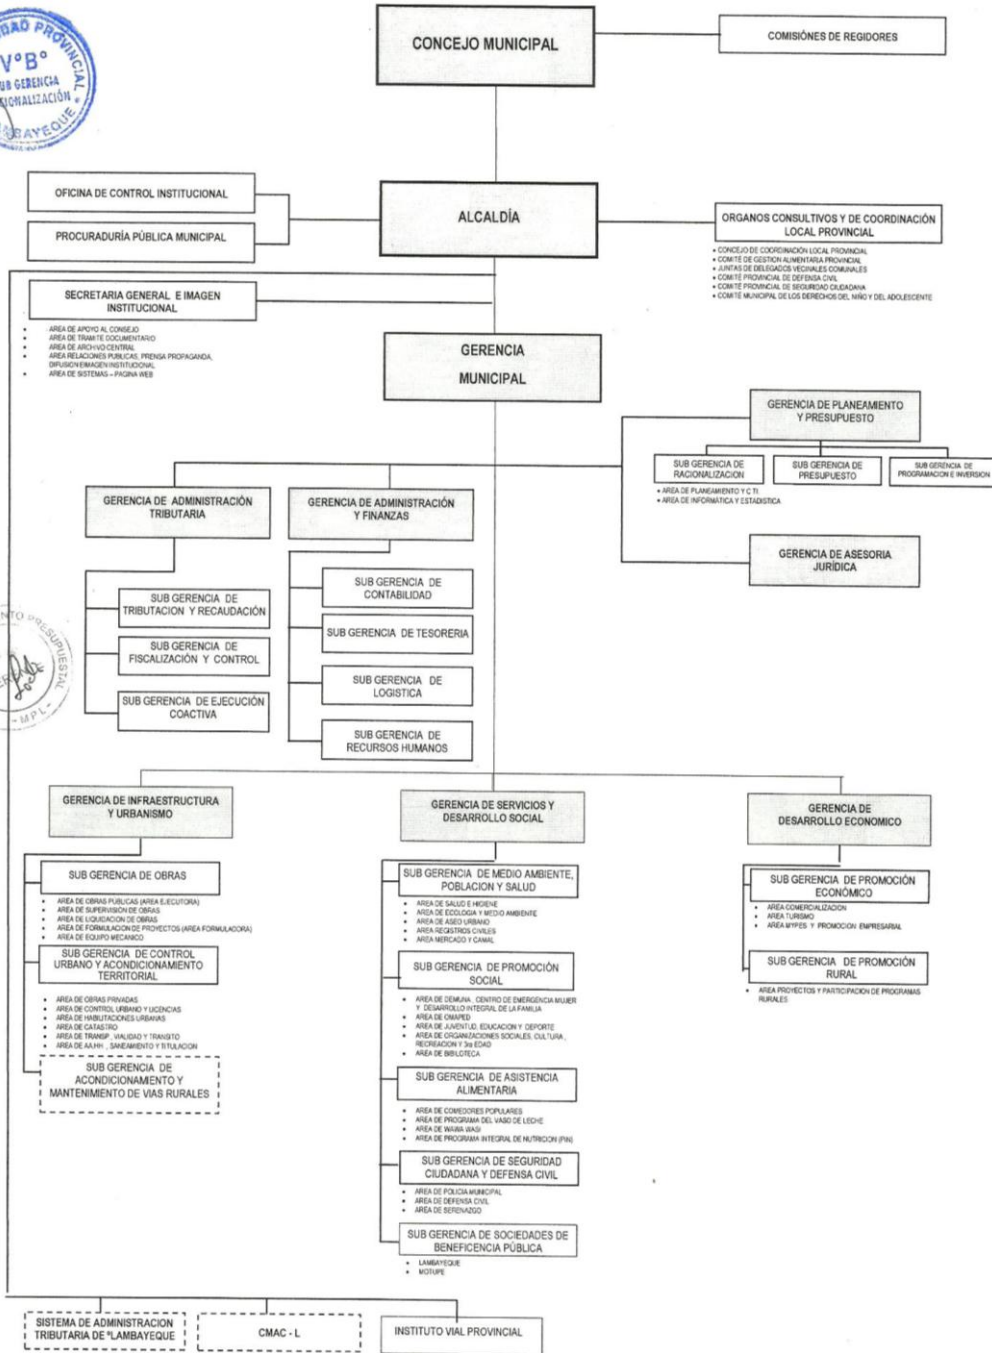 CONCEJO MUNICIPAL
COMISIÓNES DE REGIDORES
V°B°
OFICINA DE CONTROL INSTITUCIONAL
PROCURADURÍA PÚBLICA MUNICIPAL
ALCALDÍA
ORGANOS CONSULTIVOS Y DE COORDINACIÓN
LOCAL PROVINCIAL
• CONCEJO DE COORDINACIÓN LOCAL PROVINCIAL
• COMITÉ DE GESTION ALIMENTARIA PROVINCIAL
• JUNTAS DE DELEGADOS VECINALES COMUNALES
• COMITÉ PROVINCIAL DE DEFENSA CIVIL
• COMITÉ PROVINCIAL DE SEGURIDAD CIUDADANA
• COMITÉ MUNICIPAL DE LOS DERECHOS DEL NIÑO Y DEL ADOLESCENTE
SECRETARIA GENERAL E IMAGEN
INSTITUCIONAL
• AREA DE APOYO AL CONSEJO
• AREA DE TRAMITE DOCUMENTARIO
• AREA DE ARCHIVO CENTRAL
• AREA RELACIONES PUBLICAS, PRENSA PROPAGANDA,
DIFUSION EIMAGEN INSTITUCIONAL
• AREA DE SISTEMAS – PAGINA WEB
GERENCIA
MUNICIPAL
GERENCIA DE PLANEAMIENTO
Y PRESUPUESTO
SUB GERENCIA DE
RACIONALIZACION
• AREA DE PLANEAMIENTO Y C TI.
• AREA DE INFORMÁTICA Y ESTADISTICA
SUB GERENCIA DE
PRESUPUESTO
SUB GERENCIA DE
PROGRAMACION E INVERSION
GERENCIA DE ASESORIA
JURÍDICA
GERENCIA DE ADMINISTRACIÓN
TRIBUTARIA
SUB GERENCIA DE
TRIBUTACION Y RECAUDACIÓN
SUB GERENCIA DE
FISCALIZACIÓN Y CONTROL
SUB GERENCIA DE EJECUCIÓN
COACTIVA
GERENCIA DE ADMINISTRACIÓN
Y FINANZAS
SUB GERENCIA DE
CONTABILIDAD
SUB GERENCIA DE TESORERIA
SUB GERENCIA DE
LOGISTICA
SUB GERENCIA DE
RECURSOS HUMANOS
GERENCIA DE INFRAESTRUCTURA
Y URBANISMO
SUB GERENCIA DE OBRAS
• AREA DE OBRAS PÚBLICAS (AREA EJECUTORA)
• AREA DE SUPERVISIÓN DE OBRAS
• AREA DE LIQUIDACION DE OBRAS
• AREA DE FORMULACION DE PROYECTOS (AREA FORMULADORA)
• AREA DE EQUIPO MECANICO
SUB GERENCIA DE CONTROL
URBANO Y ACONDICIONAMIENTO
TERRITORIAL
• AREA DE OBRAS PRIVADAS
• AREA DE CONTROL URBANO Y LICENCIAS
• AREA DE HABILITACIONES URBANAS
• AREA DE CATASTRO
• AREA DE TRANSP., VIALIDAD Y TRANSITO
• AREA DE AA.HH., SANEAMIENTO Y TITULACION
SUB GERENCIA DE
ACONDICIONAMIENTO Y
MANTENIMIENTO DE VIAS RURALES
GERENCIA DE SERVICIOS Y
DESARROLLO SOCIAL
SUB GERENCIA DE MEDIO AMBIENTE,
POBLACION Y SALUD
• AREA DE SALUD E HIGIENE
• AREA DE ECOLOGIA Y MEDIO AMBIENTE
• AREA DE ASEO URBANO
• AREA REGISTROS CIVILES
• AREA MERCADO Y CAMAL
SUB GERENCIA DE PROMOCIÓN
SOCIAL
• AREA DE DEMUNA, CENTRO DE EMERGENCIA MUJER
Y DESARROLLO INTEGRAL DE LA FAMILIA
• AREA DE OMAPED
• AREA DE JUVENTUD, EDUCACION Y DEPORTE
• AREA DE ORGANIZACIONES SOCIALES, CULTURA,
RECREACION Y 3ra EDAD
• AREA DE BIBILOTECA
SUB GERENCIA DE ASISTENCIA
ALIMENTARIA
• AREA DE COMEDORES POPULARES
• AREA DE PROGRAMA DEL VASO DE LECHE
• AREA DE WAWA WASI
• AREA DE PROGRAMA INTEGRAL DE NUTRICION (PIN)
SUB GERENCIA DE SEGURIDAD
CIUDADANA Y DEFENSA CIVIL
• AREA DE POLICIA MUNICIPAL
• AREA DE DEFENSA CIVIL
• AREA DE SERENAZGO
SUB GERENCIA DE SOCIEDADES DE
BENEFICENCIA PÚBLICA
• LAMBAYEQUE
• MOTUPE
GERENCIA DE
DESARROLLO ECONOMICO
SUB GERENCIA DE PROMOCIÓN
ECONÓMICO
• AREA COMERCIALIZACION
• AREA TURISMO
• AREA MYPES Y PROMOCION EMPRESARIAL
SUB GERENCIA DE PROMOCIÓN
RURAL
• AREA PROYECTOS Y PARTICIPACION DE PROGRAMAS
RURALES
SISTEMA DE ADMINISTRACION
TRIBUTARIA DE "LAMBAYEQUE
CMAC - L
INSTITUTO VIAL PROVINCIAL